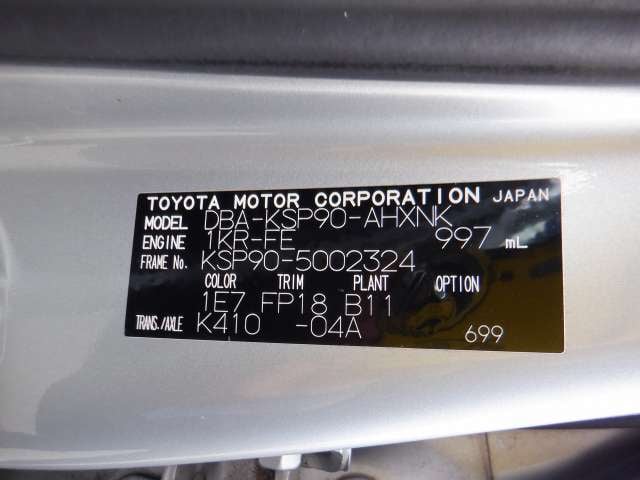 TOYOTA MOTOR CORPORATION JAPAN
MODEL DBA-KSP90-AHXNK
ENGINE 1KR-FE 997 mL
FRAME No. KSP90-5002324
COLOR TRIM PLANT OPTION
1E7 FP18 B11
TRANS./AXLE K410 -04A 699